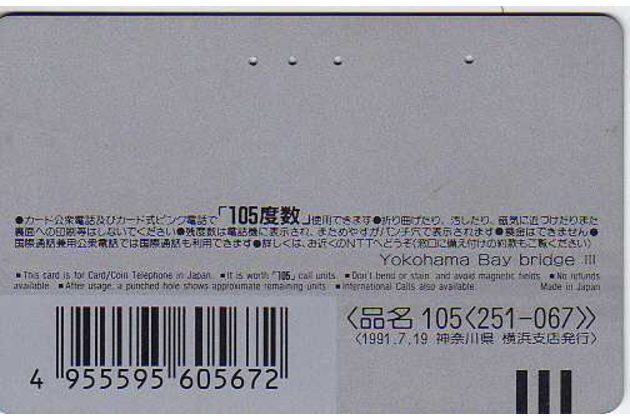 ●カード公衆電話及びカード式ピンク電話で「105度数」使用できます●折り曲げたり、汚したり、磁気に近づけたりまた
裏面への印刷等はしないでください●残度数は電話機に表示され、まためやすがパンチ穴で表示されます●換金はできません●
国際通話兼用公衆電話では国際通話も利用できます●詳しくは、お近くのNTTへどうぞ(窓口に備え付けの約款もご覧ください)
Yokohama Bay bridge III
■This card is for Card/Coin Telephone in Japan. ■It is worth "105" call units. ■Don't bend or stain and avoid magnetic fields. ■No refunds
available. ■After usage, a punched hole shows approximate remaining units. ■International Calls also available. Made in Japan
〈品名 105〈251-067〉〉
〈1991.7.19 神奈川県 横浜支店発行〉
4 955595 605672